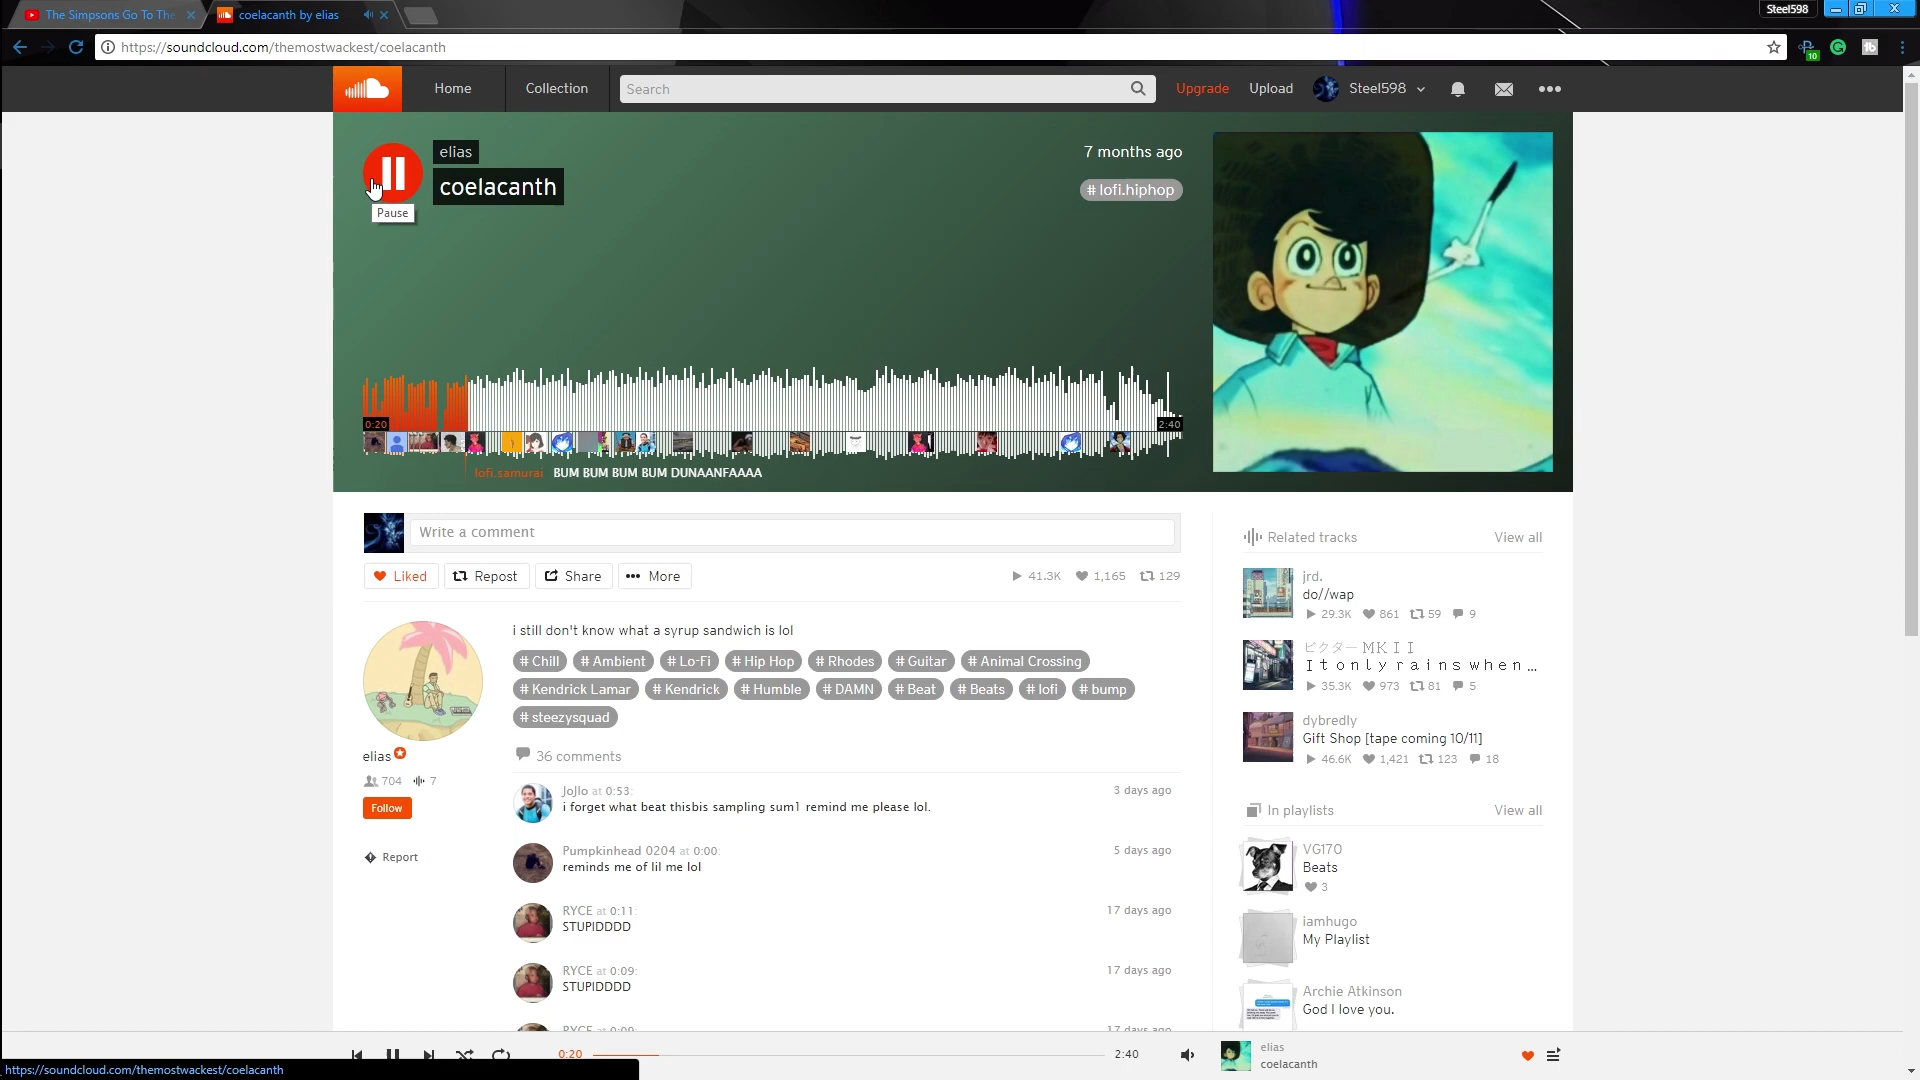 The Simpsons Go To The
coelacanth by elias
Steel598
https://soundcloud.com/themostwackest/coelacanth
10
Home
Collection
Search
Upgrade
Upload
Steel598
elias
coelacanth
Pause
7 months ago
# lofi.hiphop
0:20
2:40
lofi.samurai BUM BUM BUM BUM DUNAANFAAAA
Write a comment
Liked
Repost
Share
More
41.3K
1,165
129
i still don't know what a syrup sandwich is lol
# Chill # Ambient # Lo-Fi # Hip Hop # Rhodes # Guitar # Animal Crossing
# Kendrick Lamar # Kendrick # Humble # DAMN # Beat # Beats # lofi # bump
# steezysquad
elias
704 7
Follow
Report
36 comments
JoJlo at 0:53:
3 days ago
i forget what beat thisbis sampling sum1 remind me please lol.
Pumpkinhead 0204 at 0:00:
5 days ago
reminds me of lil me lol
RYCE at 0:11:
17 days ago
STUPIDDDD
RYCE at 0:09:
17 days ago
STUPIDDDD
RYCE at 0:09:
17 days ago
Related tracks
View all
jrd.
do//wap
29.3K 861 59 9
ビクター ＭＫＩＩ
Ｉｔ ｏｎｌｙ ｒａｉｎｓ ｗｈｅｎ ...
35.3K 973 81 5
dybredly
Gift Shop [tape coming 10/11]
46.6K 1,421 123 18
In playlists
View all
VG170
Beats
3
iamhugo
My Playlist
Archie Atkinson
God I love you.
0:20
2:40
elias
coelacanth
https://soundcloud.com/themostwackest/coelacanth